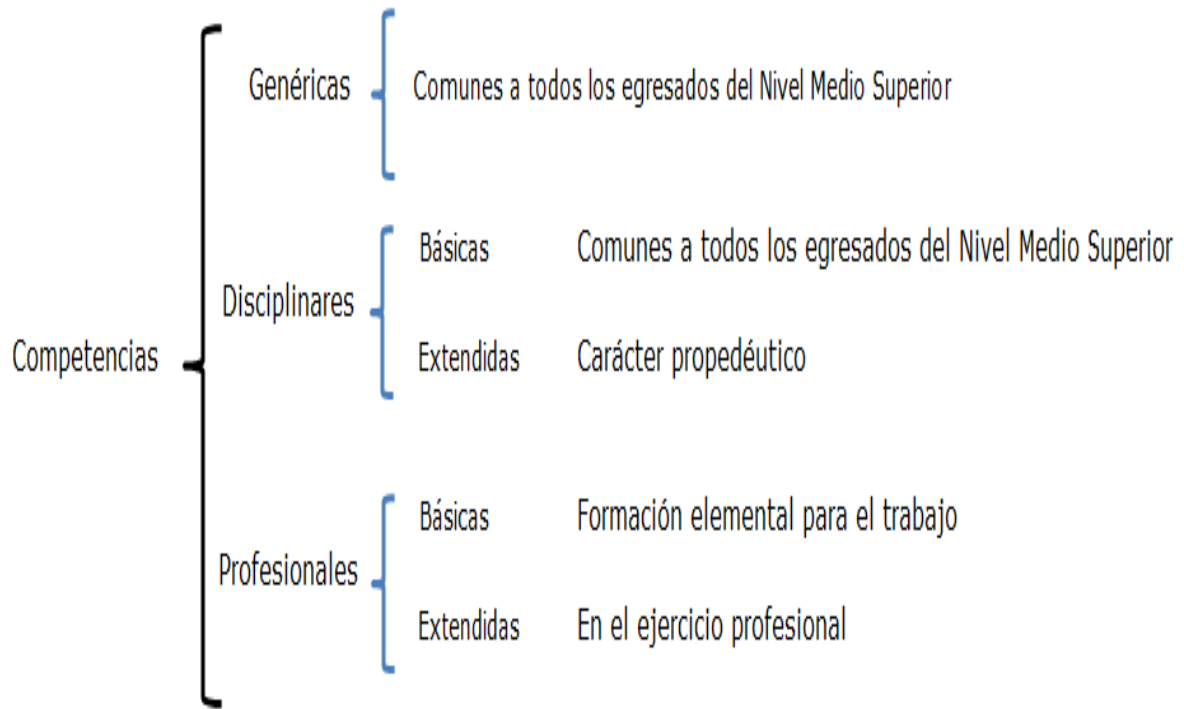 Competencias
Genéricas
Comunes a todos los egresados del Nivel Medio Superior
Disciplinares
Básicas
Comunes a todos los egresados del Nivel Medio Superior
Extendidas
Carácter propedéutico
Profesionales
Básicas
Formación elemental para el trabajo
Extendidas
En el ejercicio profesional